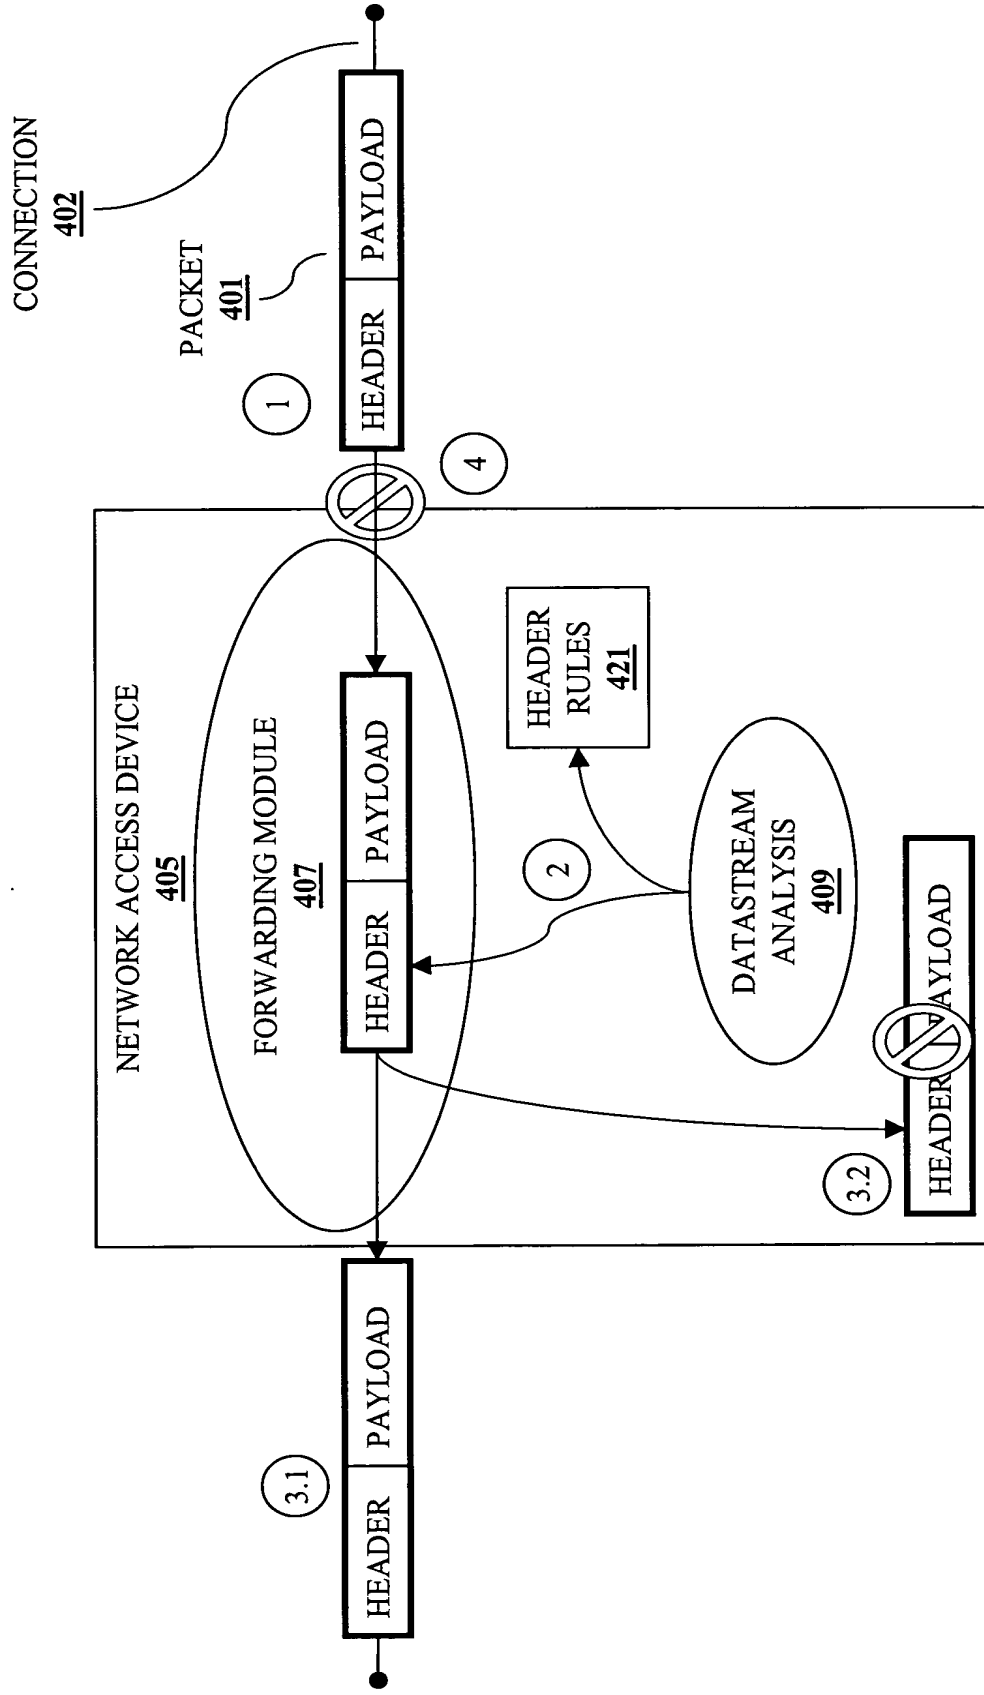 CONNECTION
402
PACKET
401
1
HEADER
PAYLOAD
4
NETWORK ACCESS DEVICE
405
FORWARDING MODULE
407
HEADER
PAYLOAD
HEADER
RULES
421
2
DATASTREAM
ANALYSIS
409
3.1
HEADER
PAYLOAD
3.2
HEADER
PAYLOAD